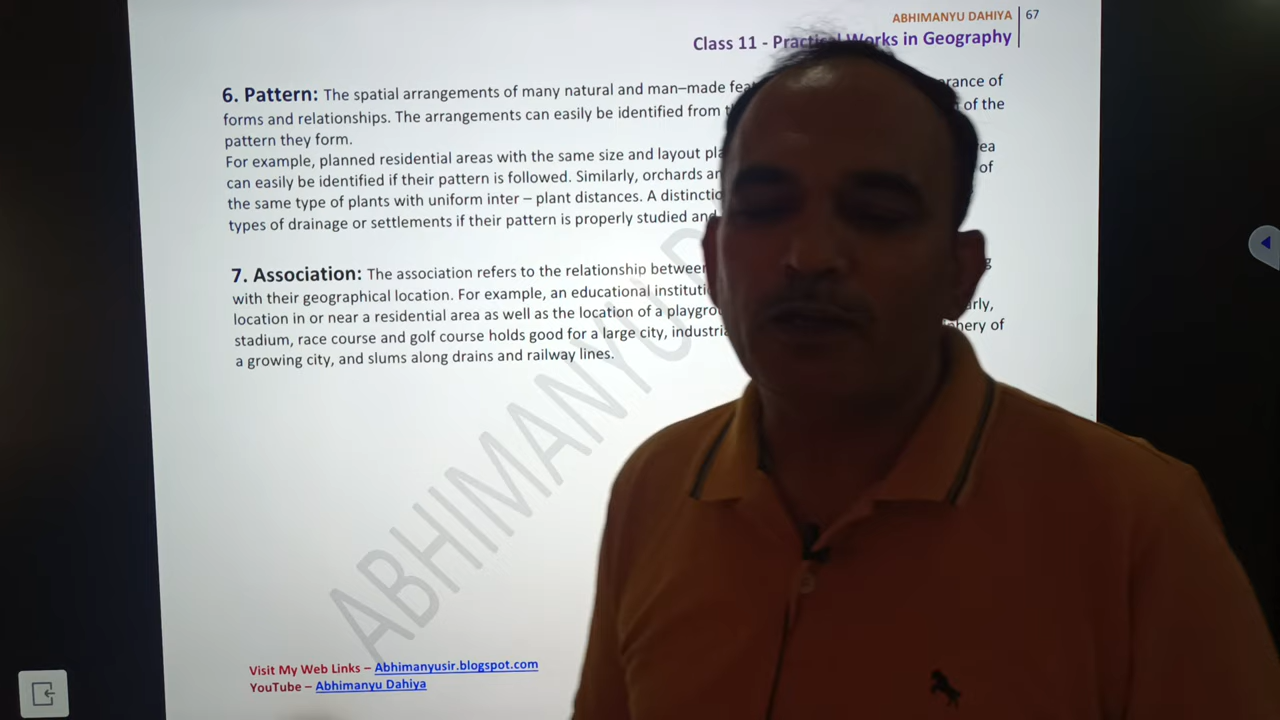 ABHIMANYU DAHIYA 67
Class 11 - Practical Works in Geography
6. Pattern: The spatial arrangements of many natural and man–made rance of
forms and relationships. The arrangements can easily be identified from of the
pattern they form.
For example, planned residential areas with the same size and layout
can easily be identified if their pattern is followed. Similarly, orchards of
the same type of plants with uniform inter – plant distances. A
types of drainage or settlements if their pattern is properly studied and
7. Association: The association refers to the relationship between
with their geographical location. For example, an educational
location in or near a residential area as well as the location of a
stadium, race course and golf course holds good for a large city, of
a growing city, and slums along drains and railway lines.
ABHIMANYU D
Visit My Web Links – Abhimanyusir.blogspot.com
YouTube – Abhimanyu Dahiya